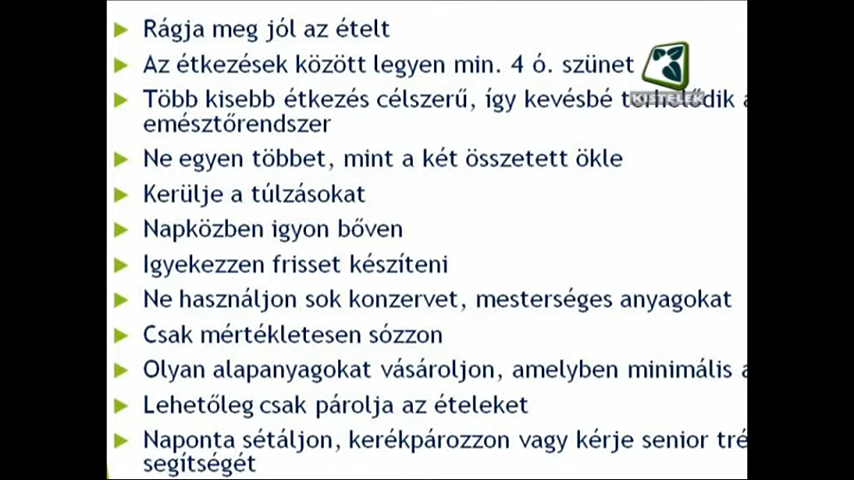 Rágja meg jól az ételt
Az étkezések között legyen min. 4 ó. szünet
Több kisebb étkezés célszerű, így kevésbé terhelődik a
emésztőrendszer
Ne egyen többet, mint a két összetett ökle
Kerülje a túlzásokat
Napközben igyon bőven
Igyekezzen frisset készíteni
Ne használjon sok konzervet, mesterséges anyagokat
Csak mértékletesen sózzon
Olyan alapanyagokat vásároljon, amelyben minimális a
Lehetőleg csak párolja az ételeket
Naponta sétáljon, kerékpározzon vagy kérje senior tré
segítségét
KISTELEK